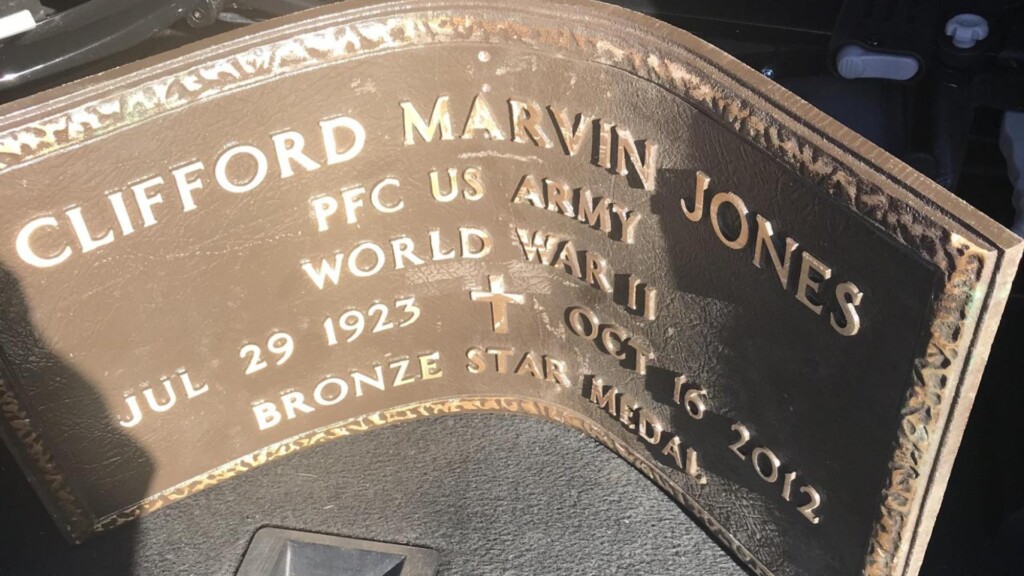 CLIFFORD MARVIN JONES
PFC US ARMY
WORLD WAR II
JUL 29 1923 OCT 16 2012
BRONZE STAR MEDAL